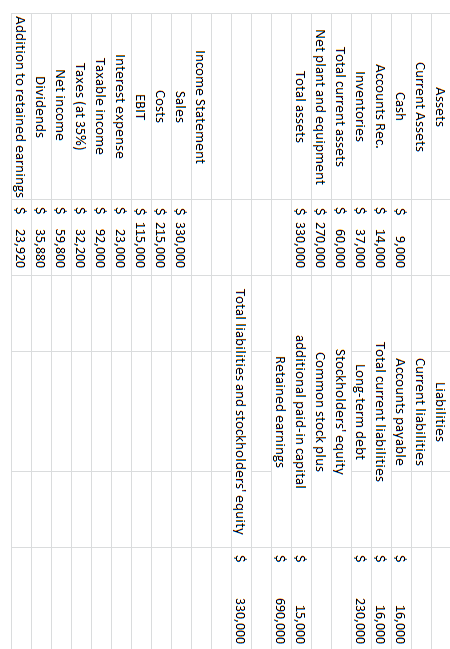 Assets Liabilities
Current Assets Current liabilities
Cash $ 9,000 Accounts payable $ 16,000
Accounts Rec. $ 14,000 Total current liabilities $ 16,000
Inventories $ 37,000 Long-term debt $ 230,000
Total current assets $ 60,000 Stockholders' equity
Net plant and equipment $ 270,000 Common stock plus
Total assets $ 330,000 additional paid-in capital $ 15,000
Retained earnings $ 690,000
Total liabilities and stockholders' equity $ 330,000
Income Statement
Sales $ 330,000
Costs $ 215,000
EBIT $ 115,000
Interest expense $ 23,000
Taxable income $ 92,000
Taxes (at 35%) $ 32,200
Net income $ 59,800
Dividends $ 35,880
Addition to retained earnings $ 23,920